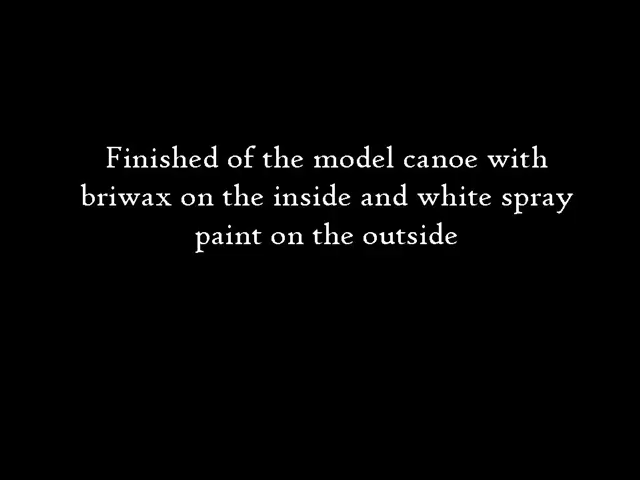 Finished of the model canoe with
briwax on the inside and white spray
paint on the outside